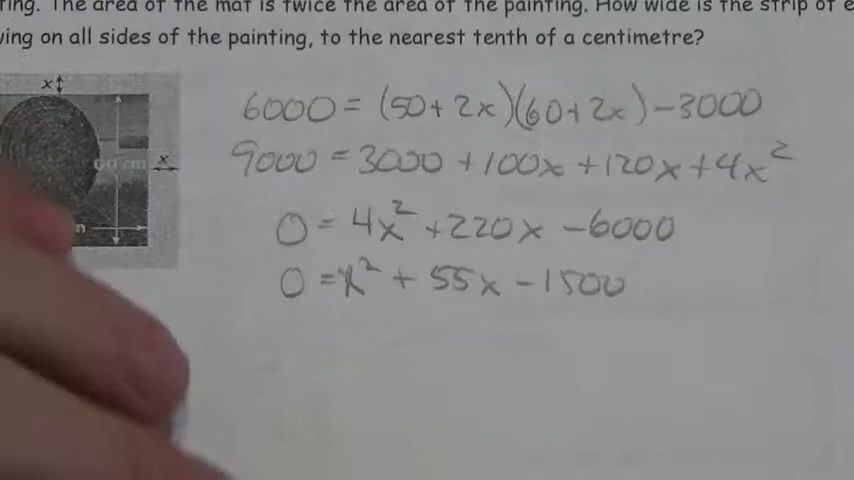 The area of the mat is twice the area of the painting. How wide is the strip of
on all sides of the painting, to the nearest tenth of a centimetre?
x
6000 = (50+2x)(60+2x)-3000
60 cm
x
9000 = 3000 + 100x + 120x + 4x²
0 = 4x² + 220x - 6000
0 = x² + 55x - 1500